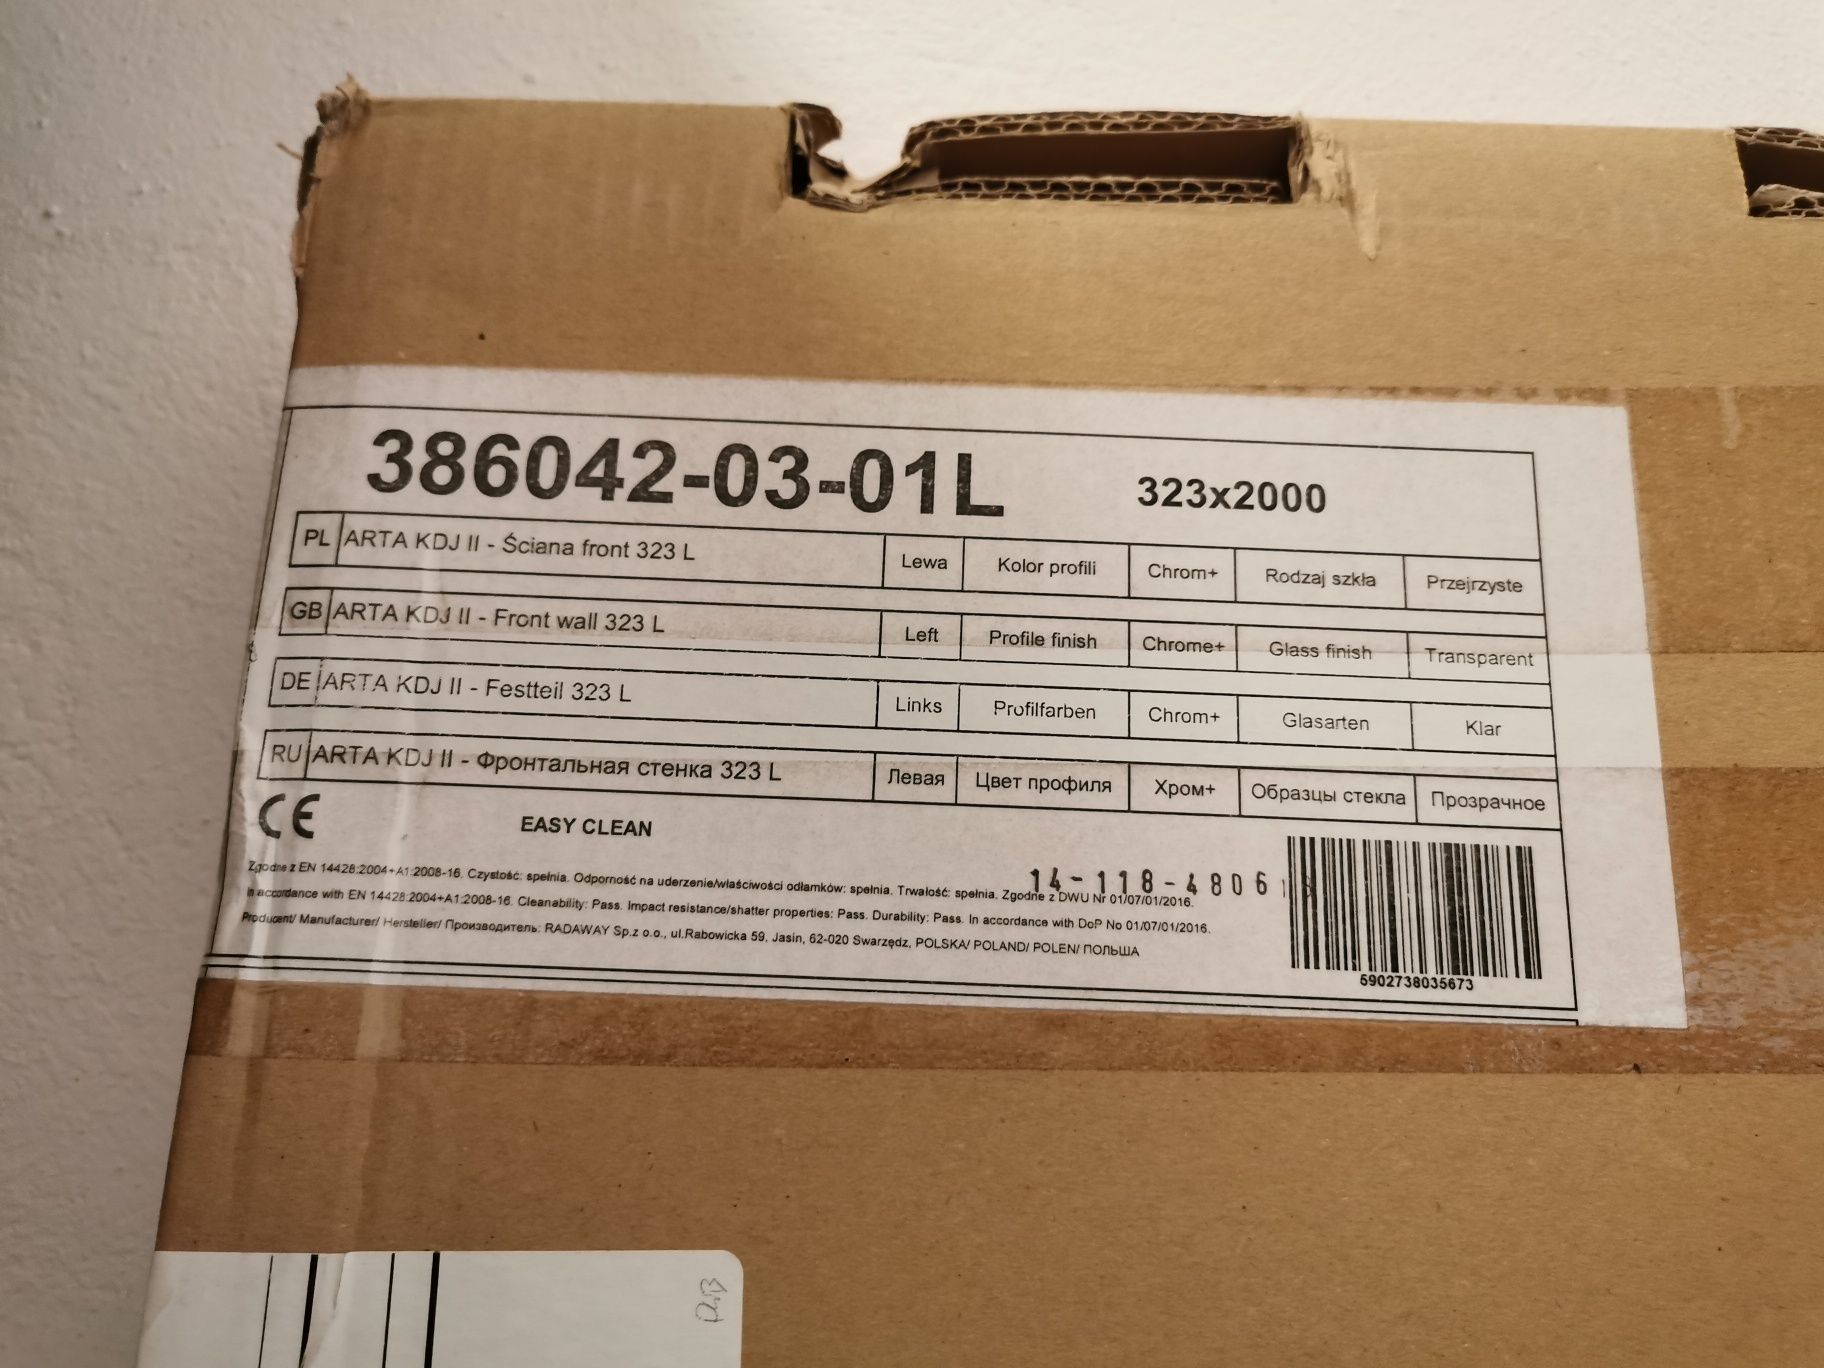 386042-03-01L 323x2000
PL ARTA KDJ II - Ściana front 323 L Lewa Kolor profili Chrom+ Rodzaj szkła Przejrzyste
GB ARTA KDJ II - Front wall 323 L Left Profile finish Chrome+ Glass finish Transparent
DE ARTA KDJ II - Festteil 323 L Links Profilfarben Chrom+ Glasarten Klar
RU ARTA KDJ II - Фронтальная стенка 323 L Левая Цвет профиля Хром+ Образцы стекла Прозрачное
CE EASY CLEAN
14-118-4806
Zgodne z EN 14428:2004+A1:2008-16. Czystość: spełnia. Odporność na uderzenie/właściwości odłamków: spełnia. Trwałość: spełnia. Zgodne z DWU Nr 01/07/01/2016.
In accordance with EN 14428:2004+A1:2008-16. Cleanability: Pass. Impact resistance/shatter properties: Pass. Durability: Pass. In accordance with DoP No 01/07/01/2016.
Producent/ Manufacturer/ Hersteller/ Производитель: RADAWAY Sp.z o.o., ul.Rabowicka 59, Jasin, 62-020 Swarzędz, POLSKA/ POLAND/ POLEN/ ПОЛЬША
5902738035673